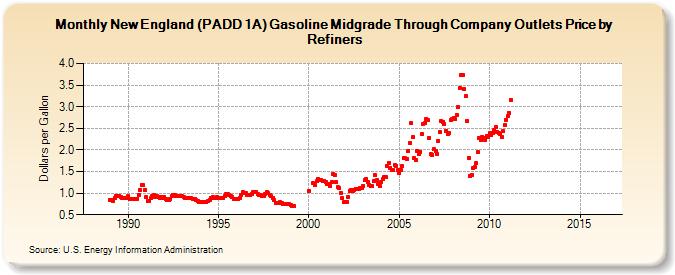 Monthly New England (PADD 1A) Gasoline Midgrade Through Company Outlets Price by
Refiners
Dollars per Gallon
4.0
3.5
3.0
2.5
2.0
1.5
1.0
0.5
1990 1995 2000 2005 2010 2015
Source: U.S. Energy Information Administration